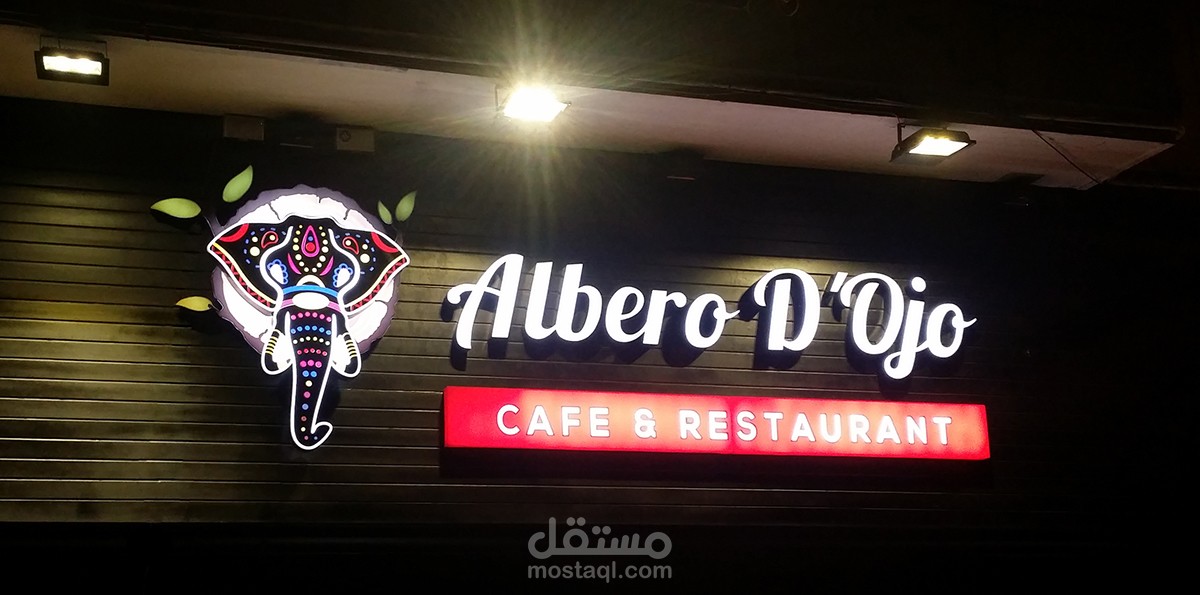 Albero D'Ojo
CAFE & RESTAURANT
مستقل
mostaql.com